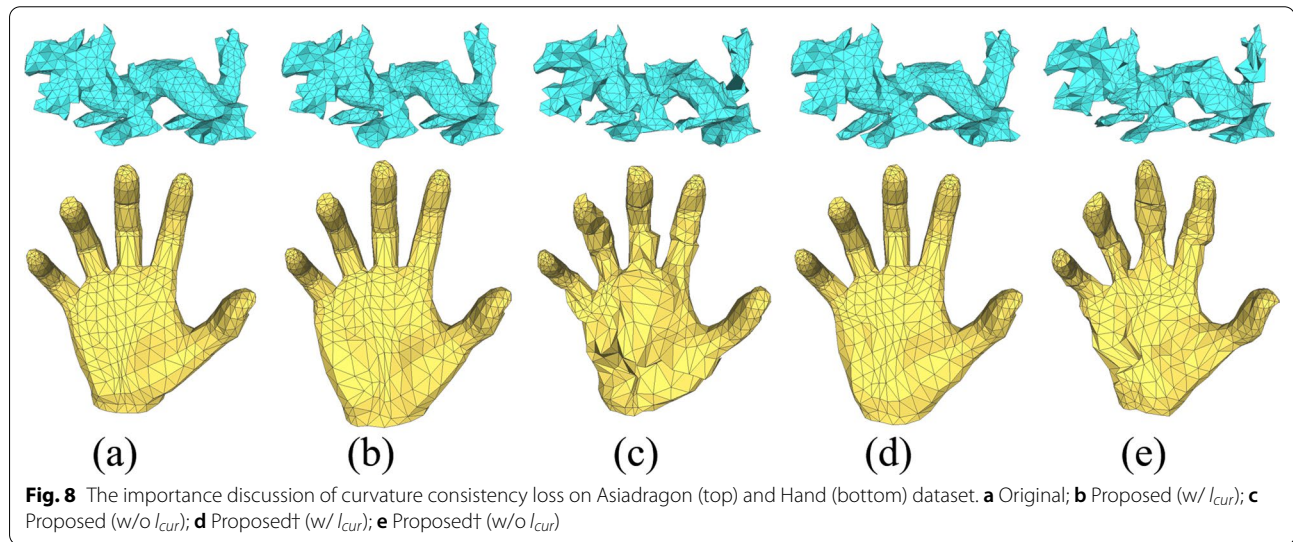 (a) (b) (c) (d) (e)
Fig. 8 The importance discussion of curvature consistency loss on Asiadragon (top) and Hand (bottom) dataset. a Original; b Proposed (w/ lcur); c
Proposed (w/o lcur); d Proposed† (w/ lcur); e Proposed† (w/o lcur)